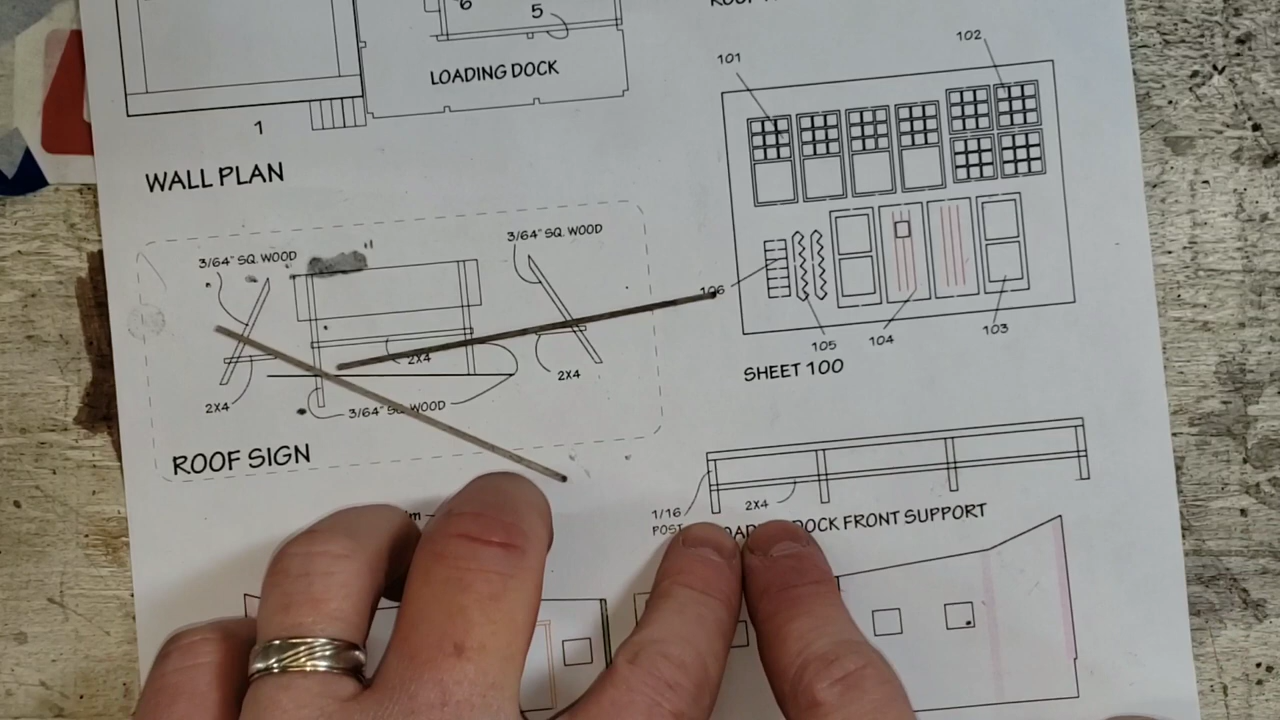 6
5
LOADING DOCK
1
WALL PLAN
101
102
106
105
104
103
SHEET 100
3/64" SQ. WOOD
"
3/64" SQ. WOOD
2X4
2X4
2X4
3/64" SQ. WOOD
ROOF SIGN
1/16
POST
2X4
LOADING DOCK FRONT SUPPORT